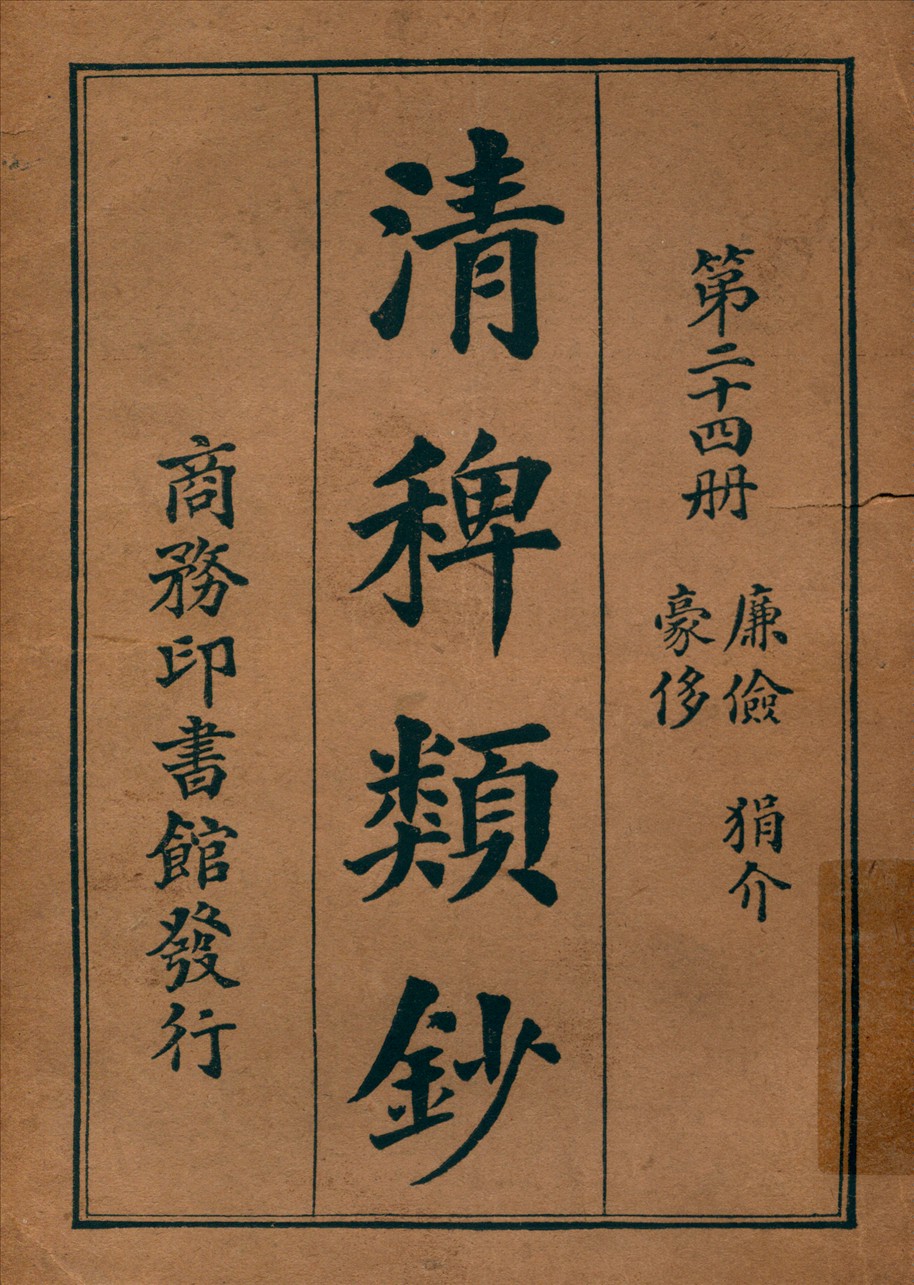 第二十四册
廉儉 狷介
豪侈
清稗類鈔
商務印書館發行